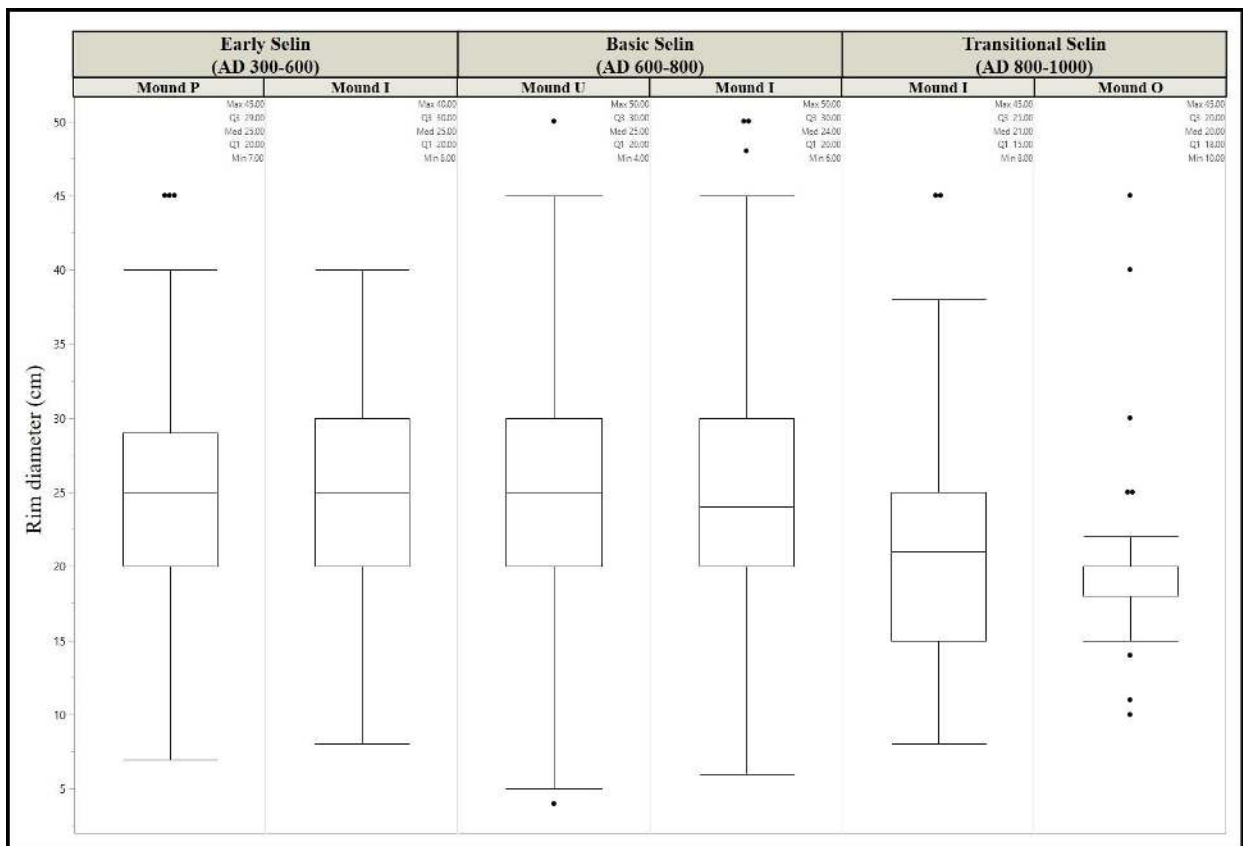 Early Selin
(AD 300-600)
Basic Selin
(AD 600-800)
Transitional Selin
(AD 800-1000)
Mound P
Mound I
Mound U
Mound I
Mound I
Mound O
Max 45.00
Q3 29.00
Med 25.00
Q1 20.00
Min 7.00
Max 40.00
Q3 30.00
Med 25.00
Q1 20.00
Min 8.00
Max 50.00
Q3 30.00
Med 25.00
Q1 20.00
Min 4.00
Max 50.00
Q3 30.00
Med 24.00
Q1 20.00
Min 6.00
Max 45.00
Q3 25.00
Med 21.00
Q1 15.00
Min 8.00
Max 45.00
Q3 20.00
Med 20.00
Q1 18.00
Min 10.00
Rim diameter (cm)
50
45
40
35
30
25
20
15
10
5